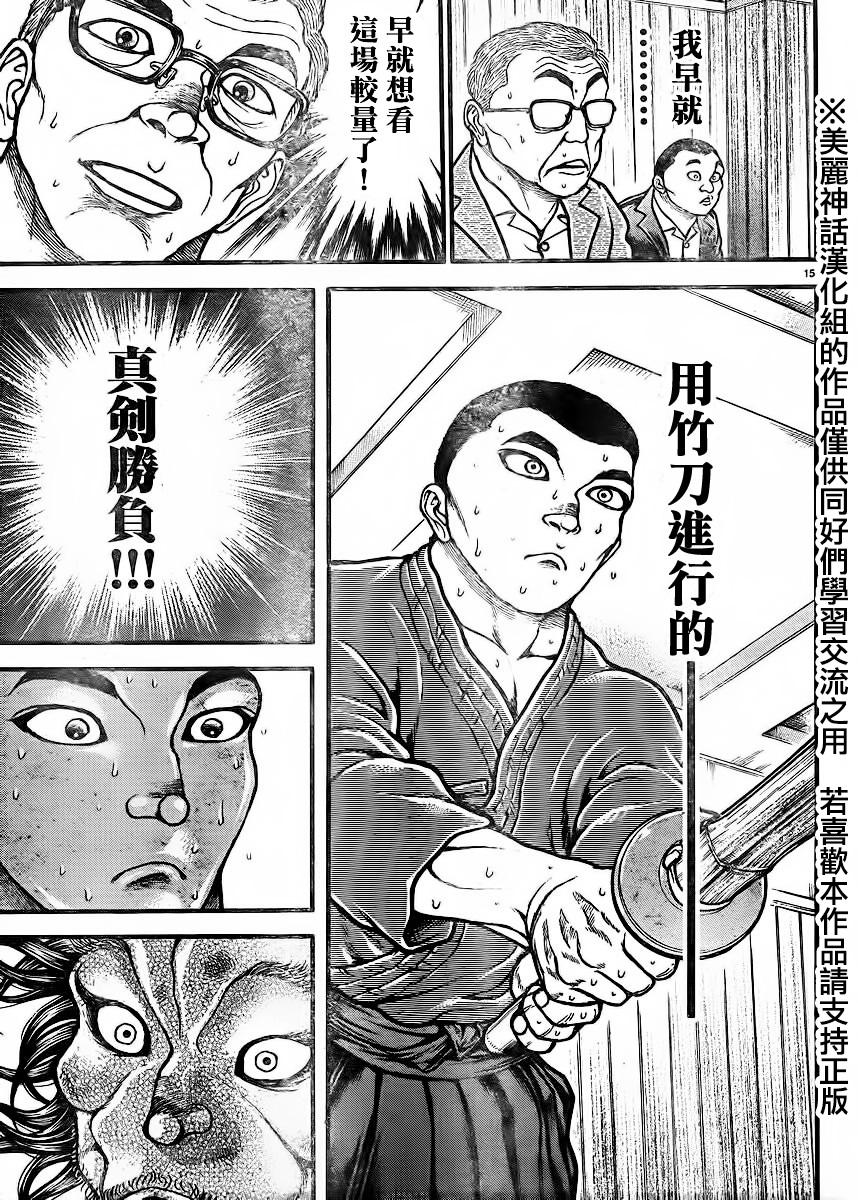 我早就
………
早就想看
這場較量了！
15
用竹刀進行的——
真剣勝負!!!
※美麗神話漢化組的作品僅供同好們學習交流之用　若喜歡本作品請支持正版